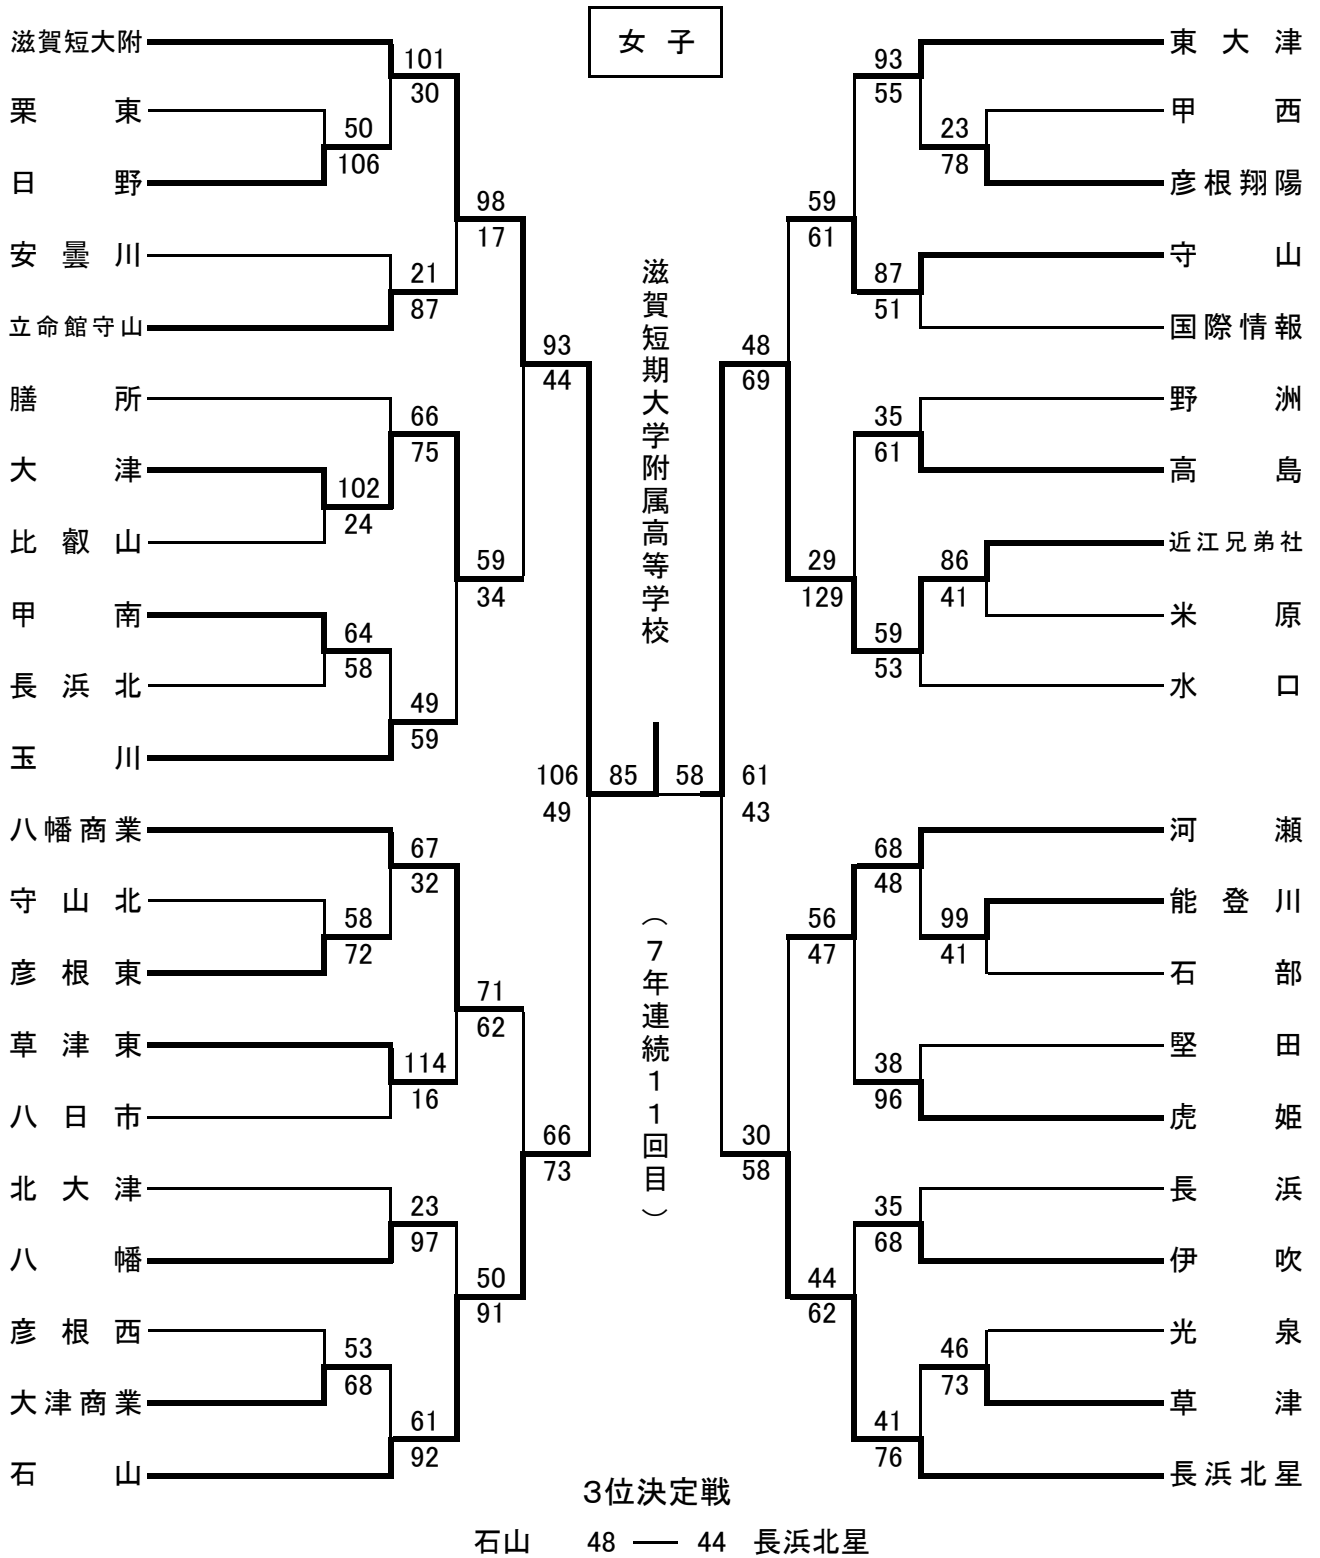 女子
滋賀短大附
栗東
日野
安曇川
立命館守山
膳所
大津
比叡山
甲南
長浜北
玉川
八幡商業
守山北
彦根東
草津東
八日市
北大津
八幡
彦根西
大津商業
石山
101
30
50
106
98
17
21
87
93
44
66
75
102
24
59
34
64
58
49
59
106
49
85
58
61
43
67
32
58
72
71
62
114
16
66
73
23
97
50
91
53
68
61
92
滋賀短期大学附属高等学校
（７年連続１１回目）
93
55
23
78
59
61
87
51
48
69
35
61
29
129
86
41
59
53
68
48
99
41
56
47
38
96
30
58
35
68
44
62
46
73
41
76
東大津
甲西
彦根翔陽
守山
国際情報
野洲
高島
近江兄弟社
米原
水口
河瀬
能登川
石部
堅田
虎姫
長浜
伊吹
光泉
草津
長浜北星
３位決定戦
石山 48 — 44 長浜北星